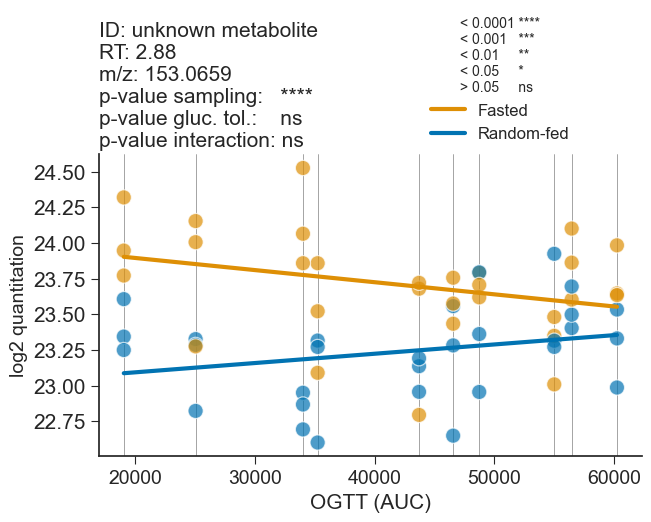 ID: unknown metabolite
RT: 2.88
m/z: 153.0659
p-value sampling: ****
p-value gluc. tol.: ns
p-value interaction: ns
< 0.0001 ****
< 0.001 ***
< 0.01 **
< 0.05 *
> 0.05 ns
Fasted
Random-fed
24.50
24.25
24.00
23.75
23.50
23.25
23.00
22.75
log2 quantitation
20000 30000 40000 50000 60000
OGTT (AUC)